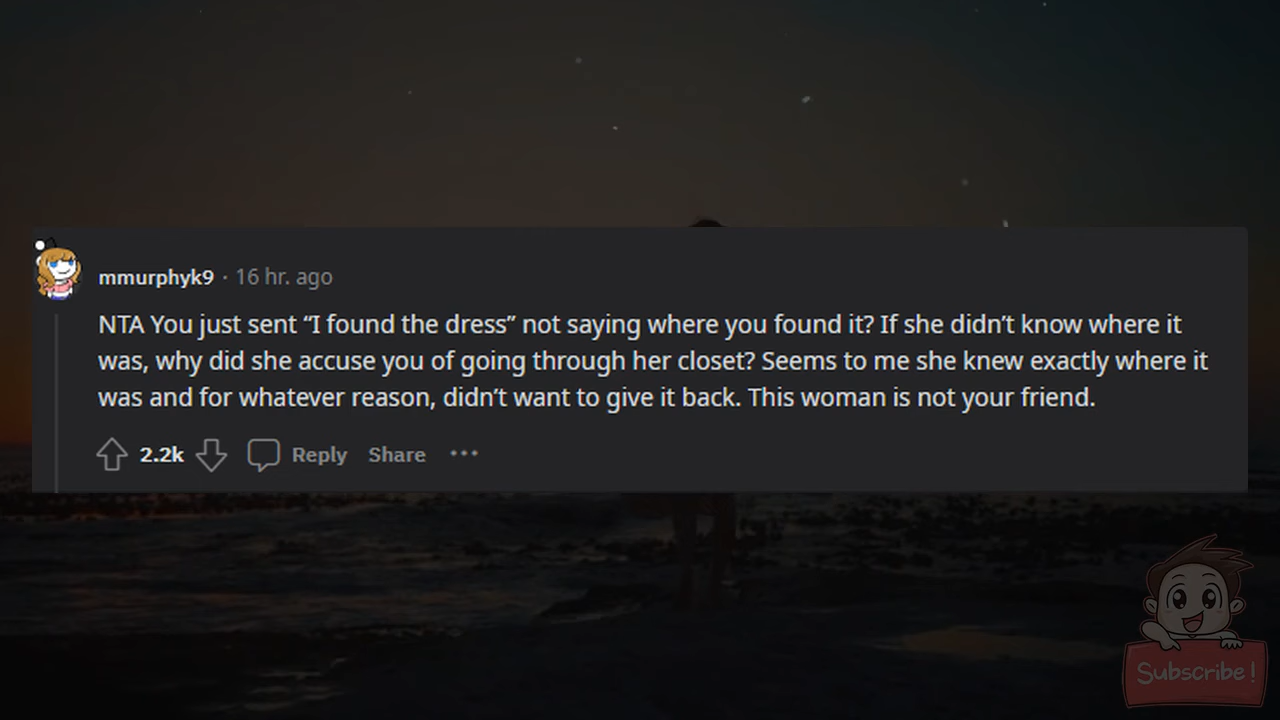 mmurphyk9 · 16 hr. ago
NTA You just sent “I found the dress” not saying where you found it? If she didn’t know where it
was, why did she accuse you of going through her closet? Seems to me she knew exactly where it
was and for whatever reason, didn’t want to give it back. This woman is not your friend.
2.2k Reply Share ···
Subscribe!